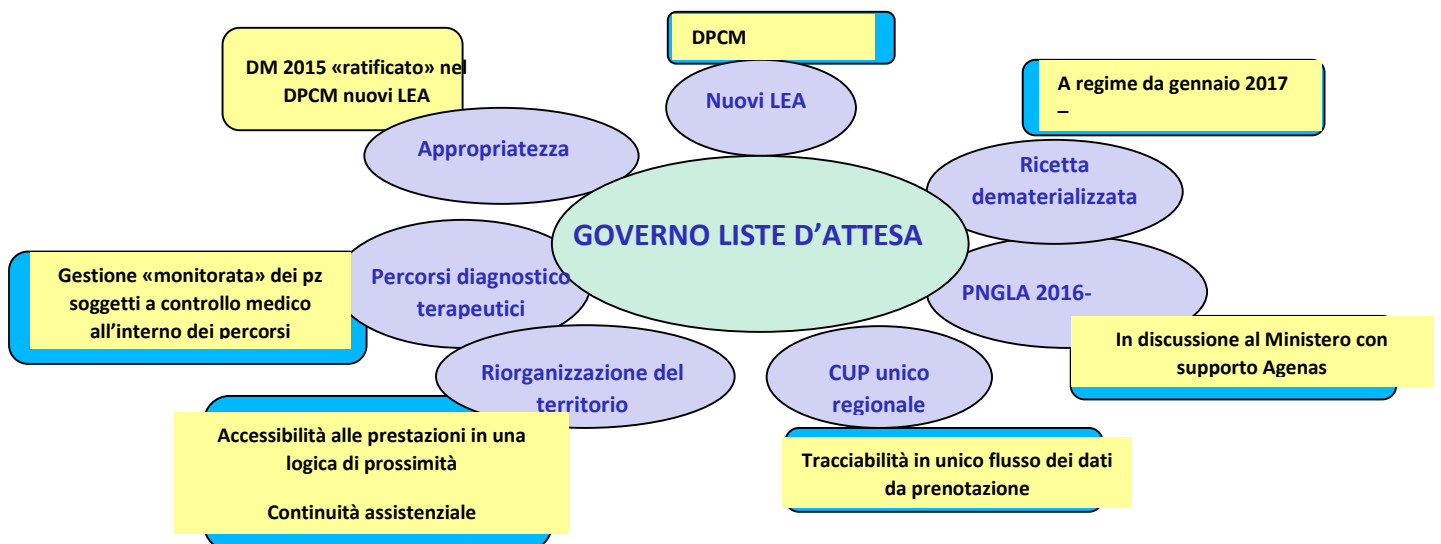 DPCM
DM 2015 «ratificato» nel
DPCM nuovi LEA
Nuovi LEA
A regime da gennaio 2017
–
Appropriatezza
Ricetta
dematerializzata
GOVERNO LISTE D’ATTESA
Gestione «monitorata» dei pz
soggetti a controllo medico
all’interno dei percorsi
Percorsi diagnostico
terapeutici
PNGLA 2016-
In discussione al Ministero con
supporto Agenas
Riorganizzazione del
territorio
CUP unico
regionale
Accessibilità alle prestazioni in una
logica di prossimità
Continuità assistenziale
Tracciabilità in unico flusso dei dati
da prenotazione